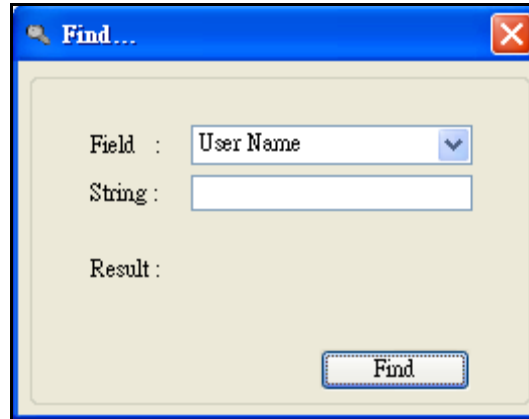 Find...
Field : User Name
String :
Result :
Find